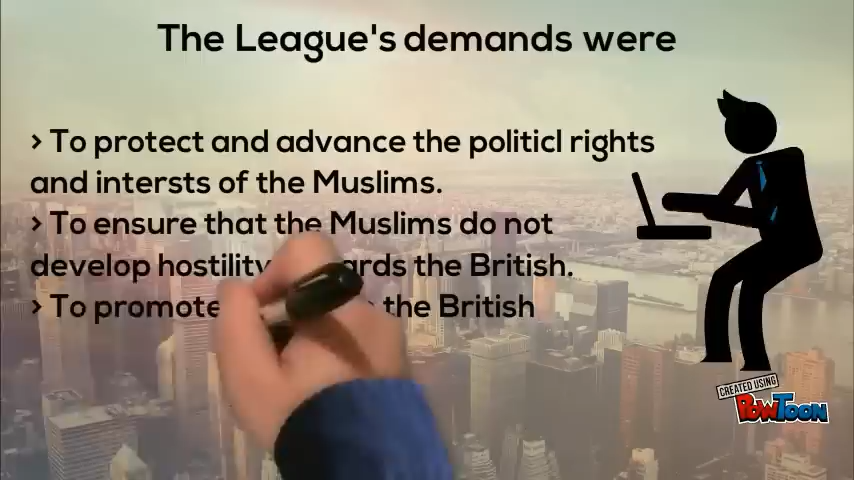 The League's demands were
> To protect and advance the politicl rights
and intersts of the Muslims.
> To ensure that the Muslims do not
develop hostility ards the British.
> To promote the British
CREATED USING
POWTOON